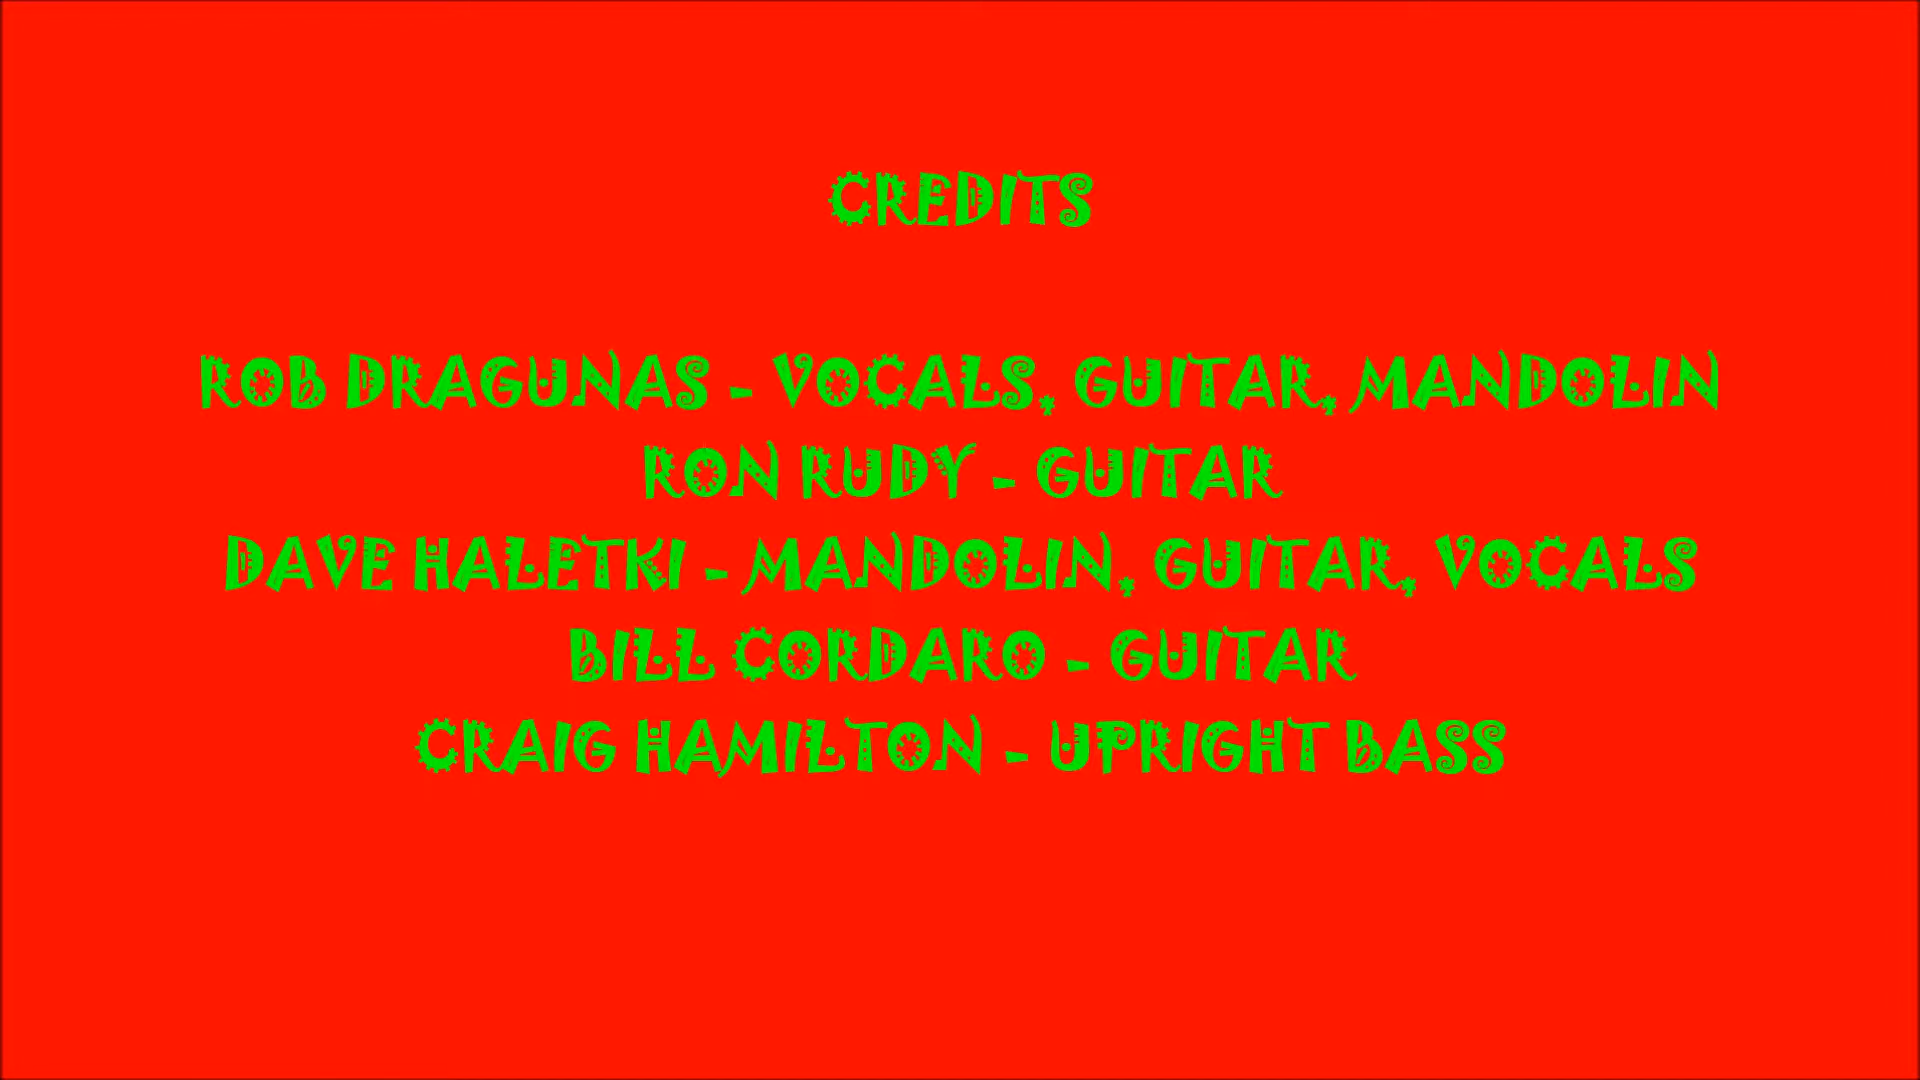 CREDITS
ROB DRAGUNAS - VOCALS, GUITAR, MANDOLIN
RON RUDY - GUITAR
DAVE HALETKI - MANDOLIN, GUITAR, VOCALS
BILL CORDARO - GUITAR
CRAIG HAMILTON - UPRIGHT BASS